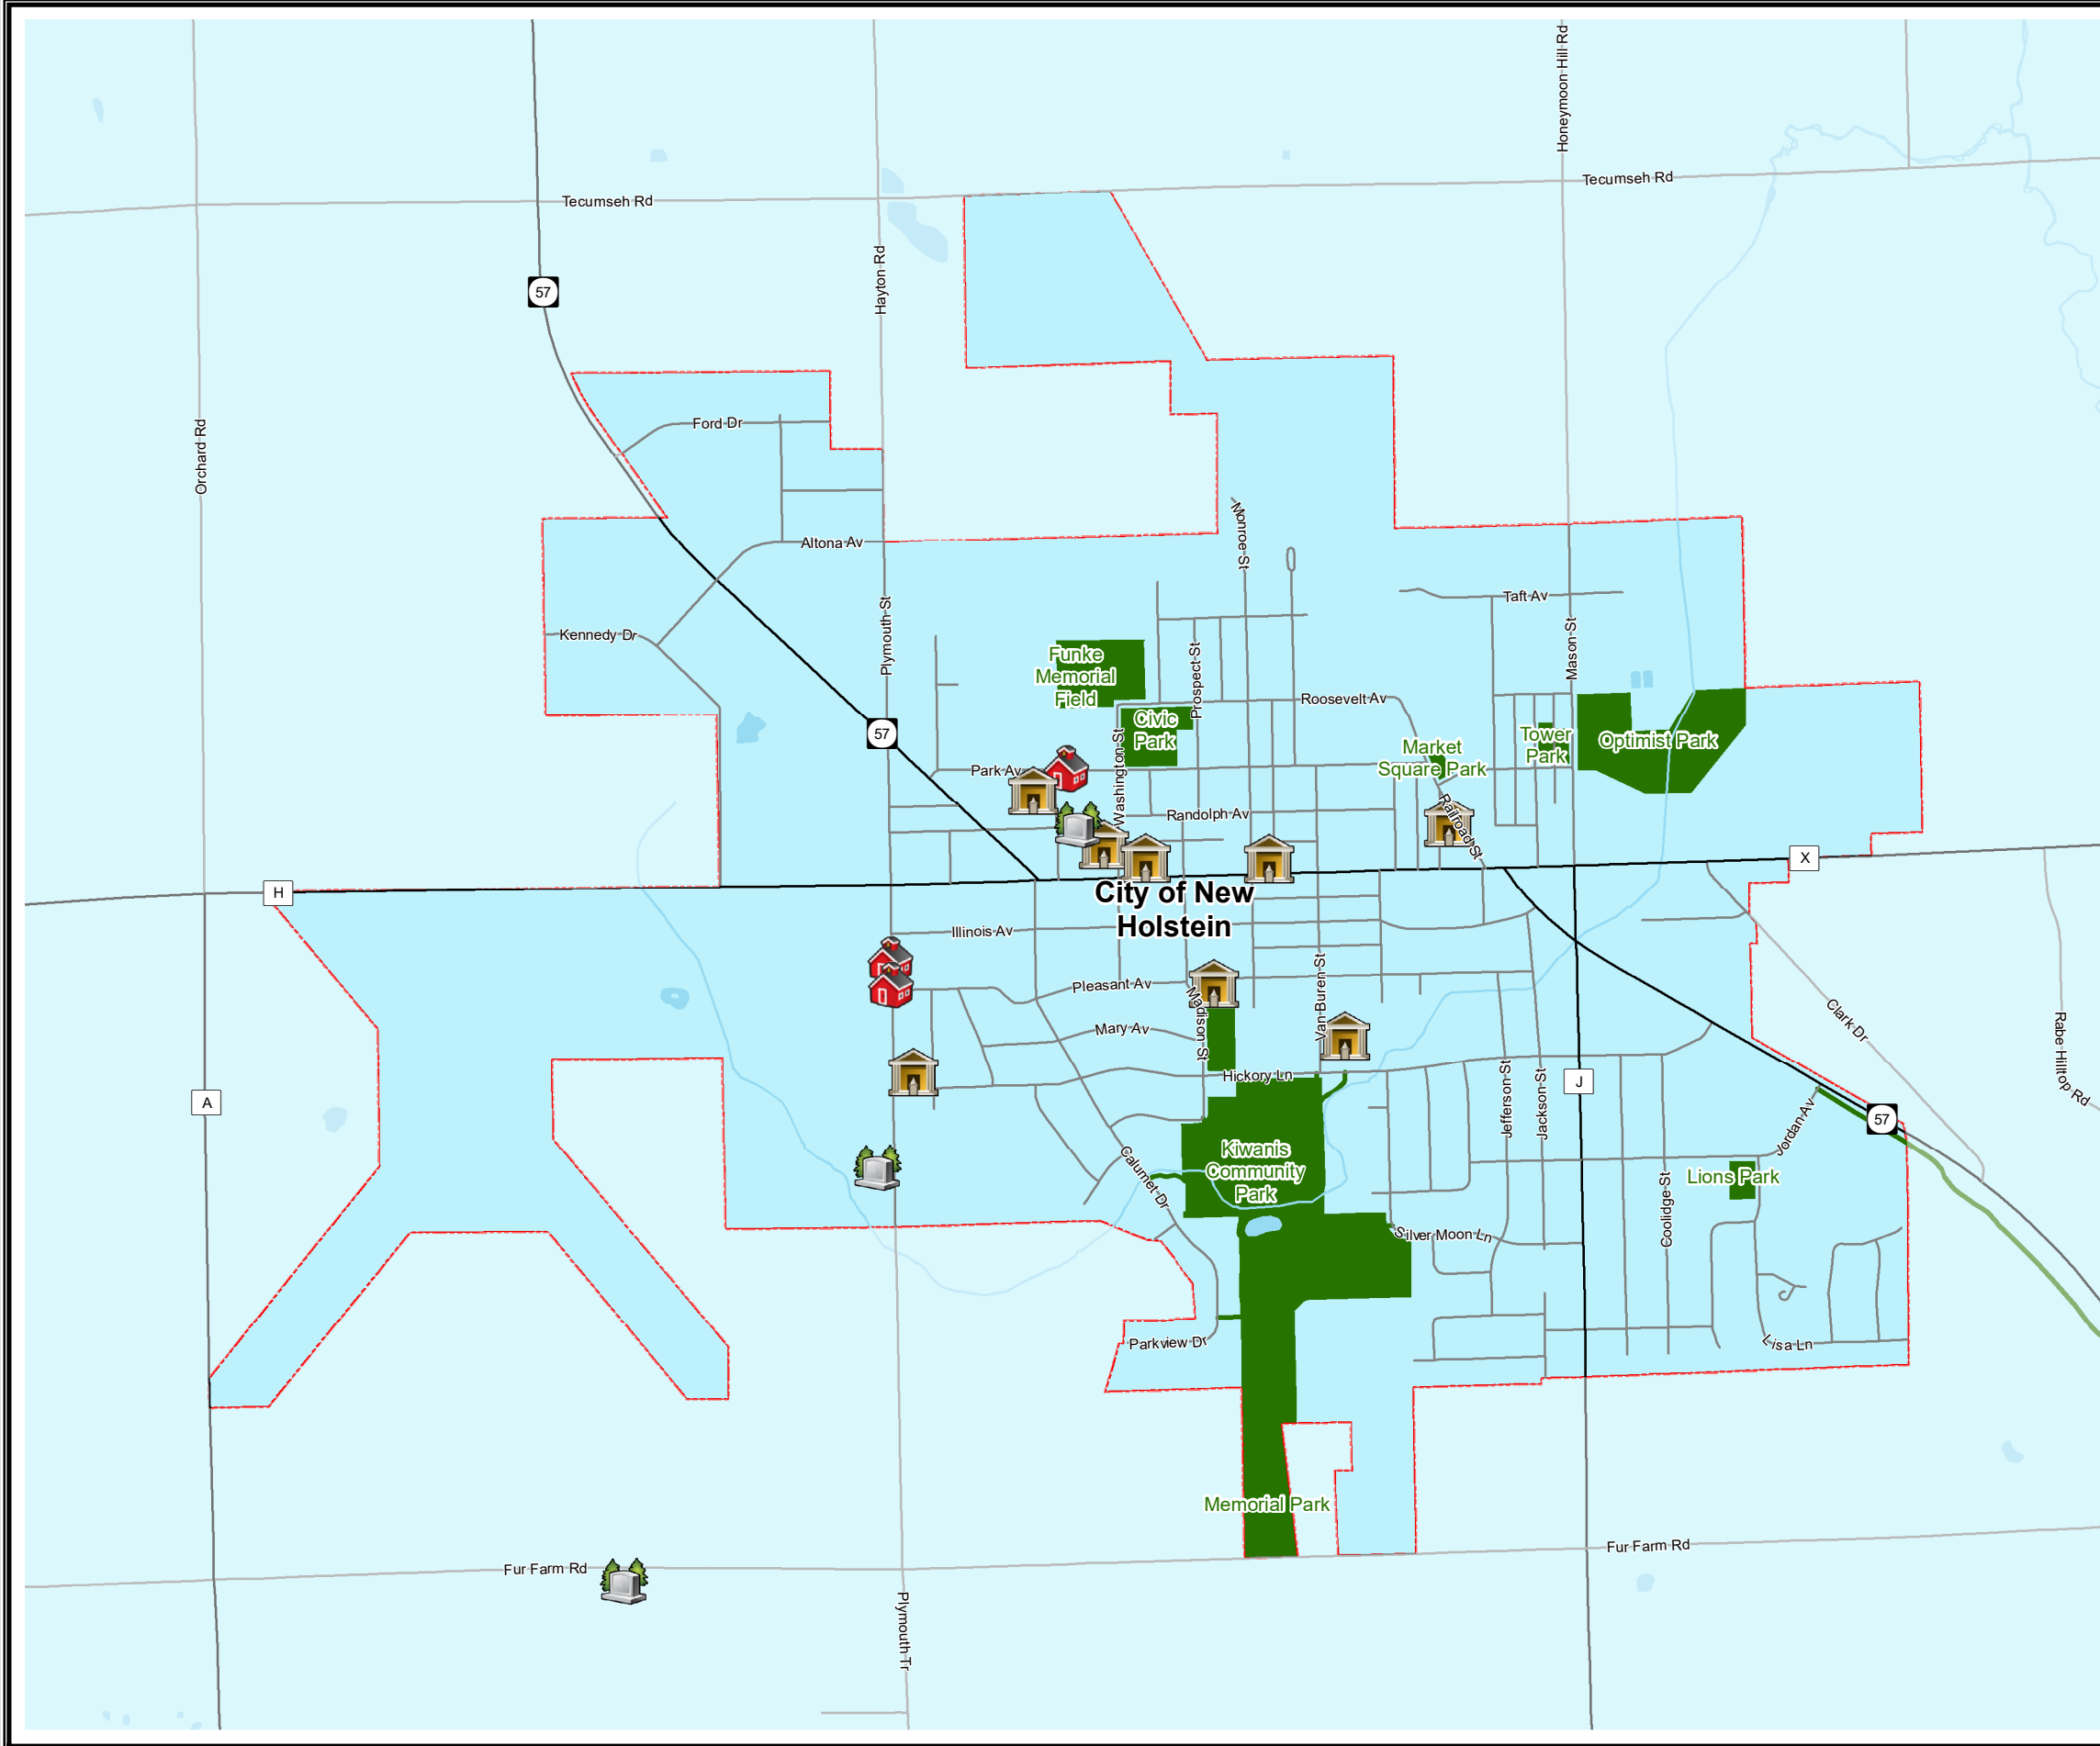 Honeymoon Hill Rd
Tecumseh Rd
Tecumseh Rd
Hayton Rd
57
Orchard Rd
Ford Dr
Altona Av
Monroe St
Taft Av
Plymouth St
Kennedy Dr
Mason St
Funke
Memorial
Field
Prospect St
Roosevelt Av
Civic
Park
57
Washington St
Tower
Park
Optimist Park
Market
Square Park
Park Av
Randolph Av
Railroad St
X
H
City of New
Holstein
Illinois Av
Pleasant Av
Madison St
Van Buren St
Mary Av
Clark Dr
Rabe Hilltop Rd
Hickory Ln
A
J
Jefferson St
Jackson St
57
Jordan Av
Kiwanis
Community
Park
Calumet Dr
Lions Park
Coolidge St
Silver Moon Ln
Parkview Dr
Lisa Ln
Memorial Park
Fur Farm Rd
Fur Farm Rd
Plymouth Tr